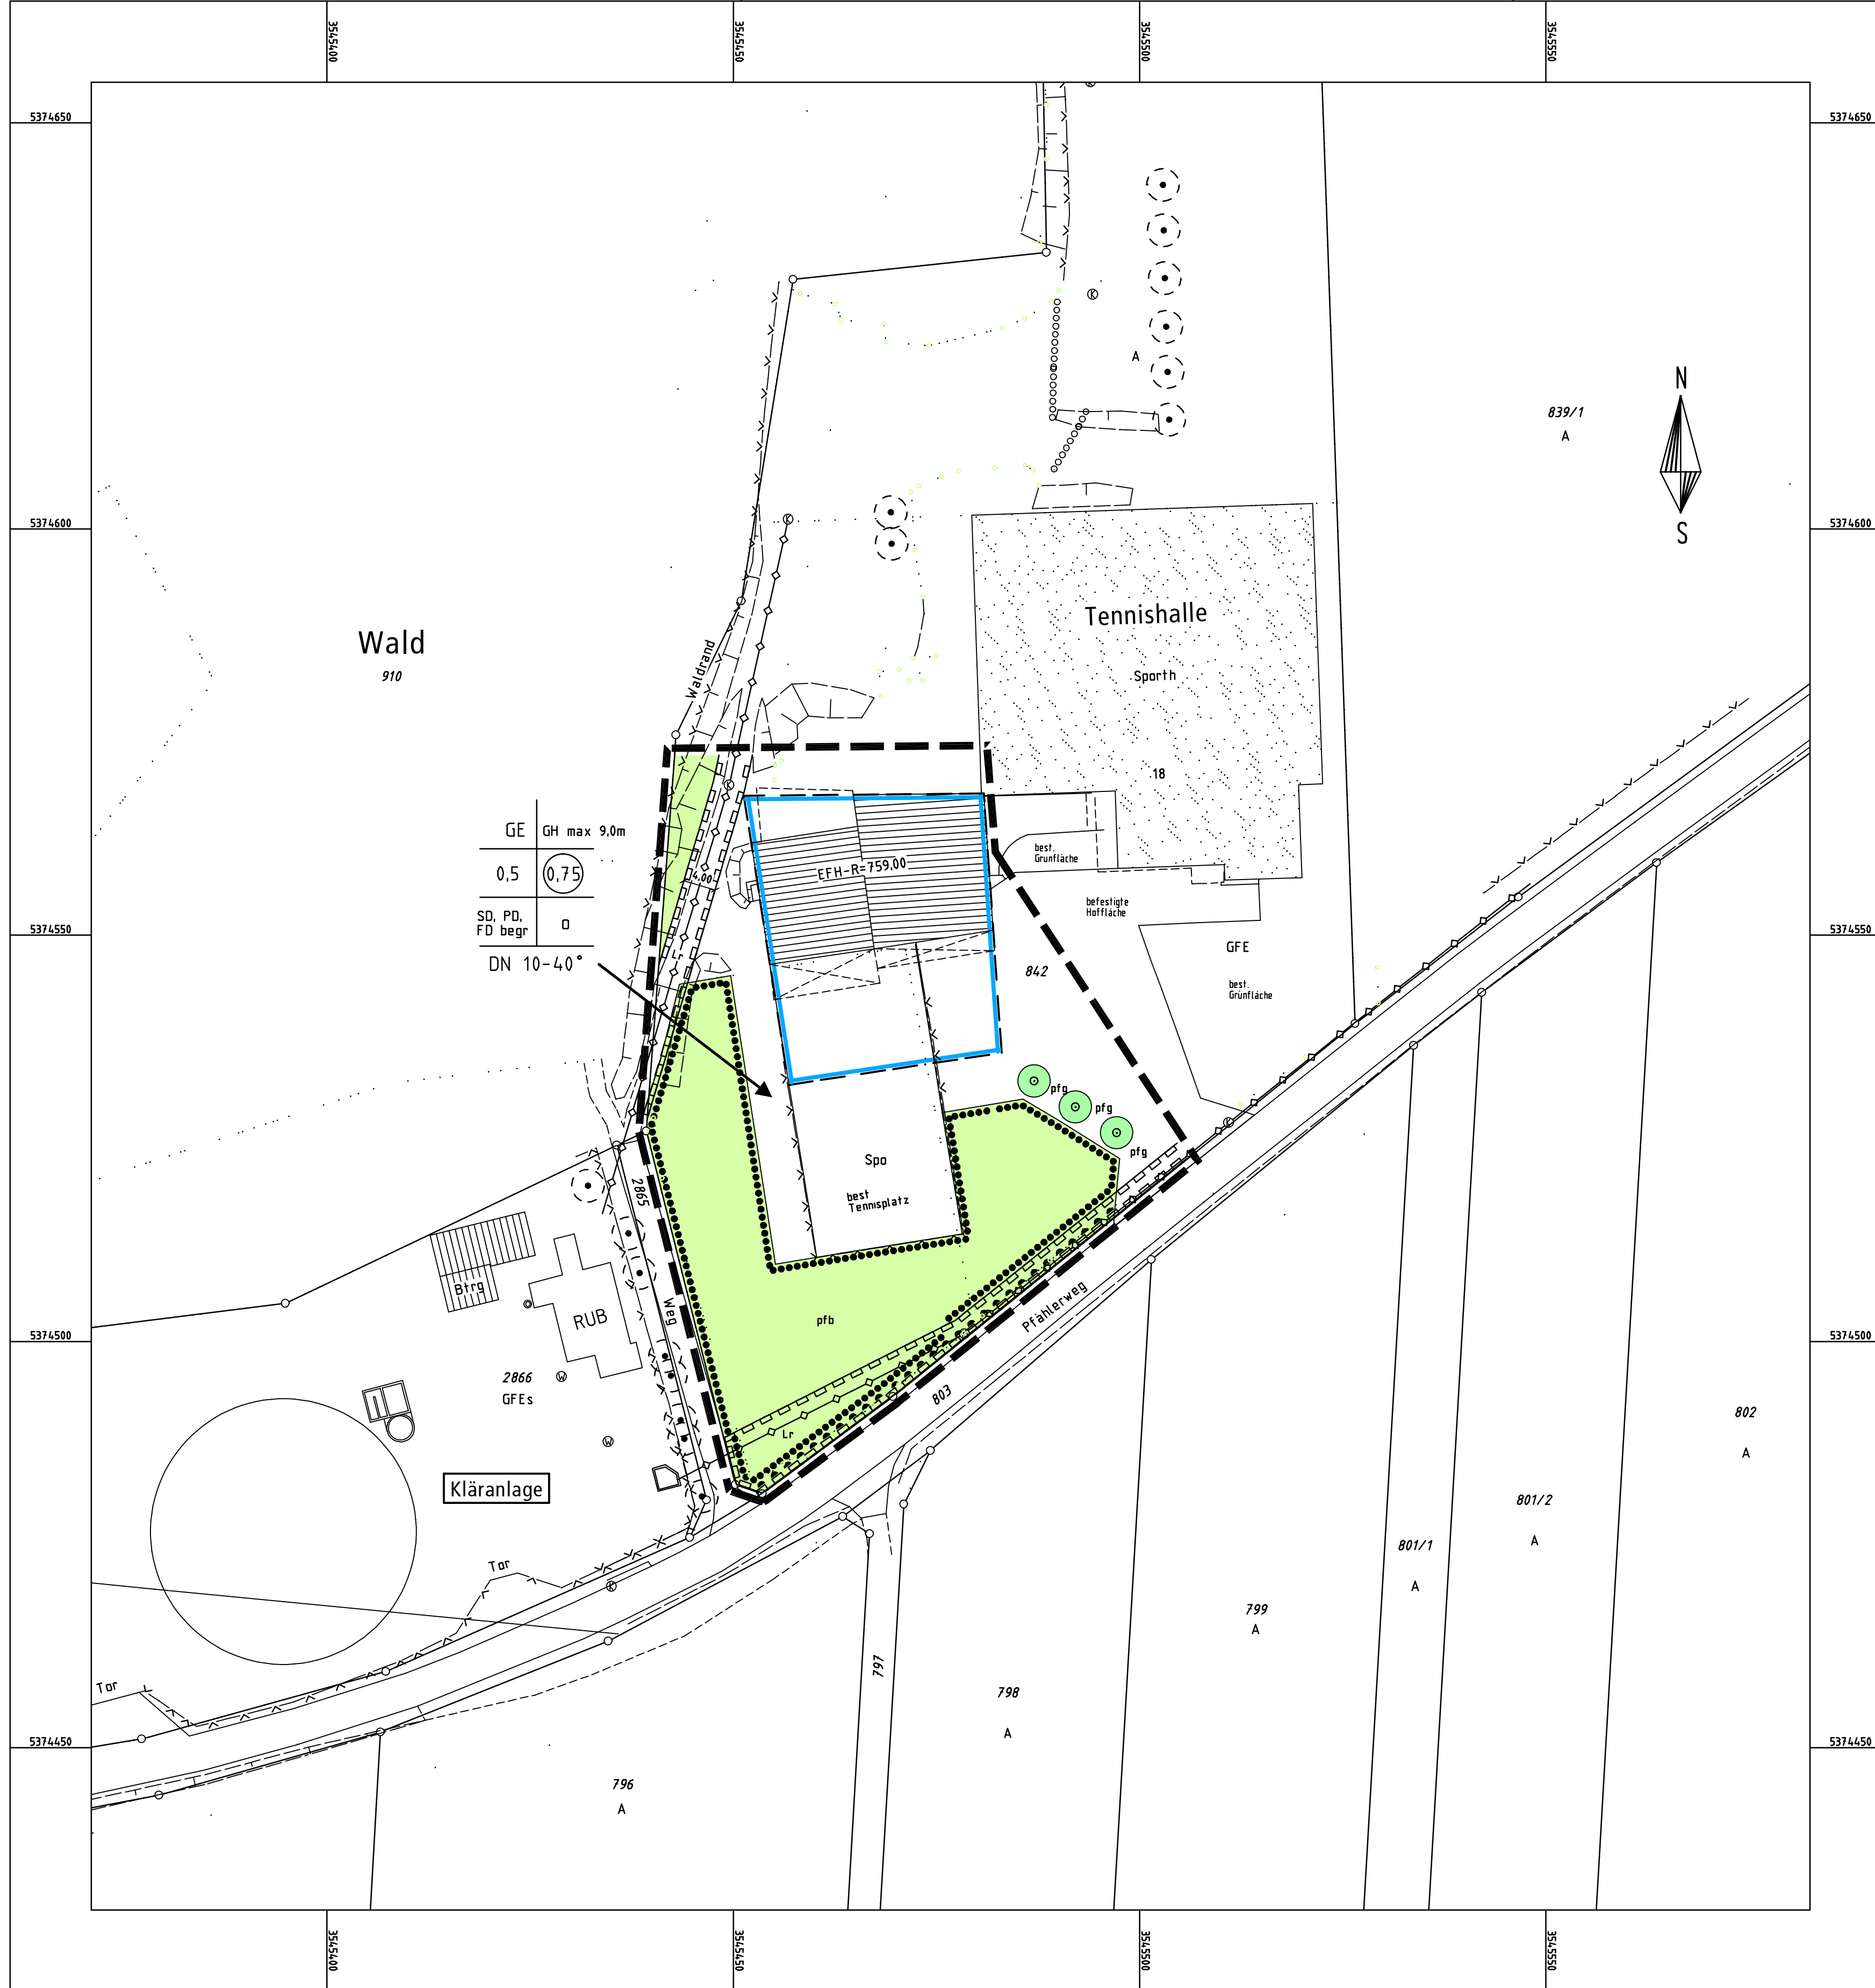 3545400
3545450
3545500
3545550
5374650
5374650
A
N
839/1
A
S
5374600
5374600
Wald
910
Waldrand
Tennishalle
Sporth
18
GE
GH max 9,0m
0,5
0,75
SD, PD,
FD begr
o
DN 10-40°
4.00
EFH-R=759,00
best.
Grünfläche
befestigte
Hoffläche
5374550
5374550
Lr
842
GFE
best.
Grünfläche
pfg
pfg
pfg
Spo
best
Tennisplatz
2865
Weg
Btrg
RUB
pfb
Pfählerweg
803
5374500
5374500
2866
GFEs
W
W
Lr
Kläranlage
802
A
801/2
A
801/1
A
Tor
K
799
A
Tor
797
798
A
5374450
5374450
796
A
3545400
3545450
3545500
3545550